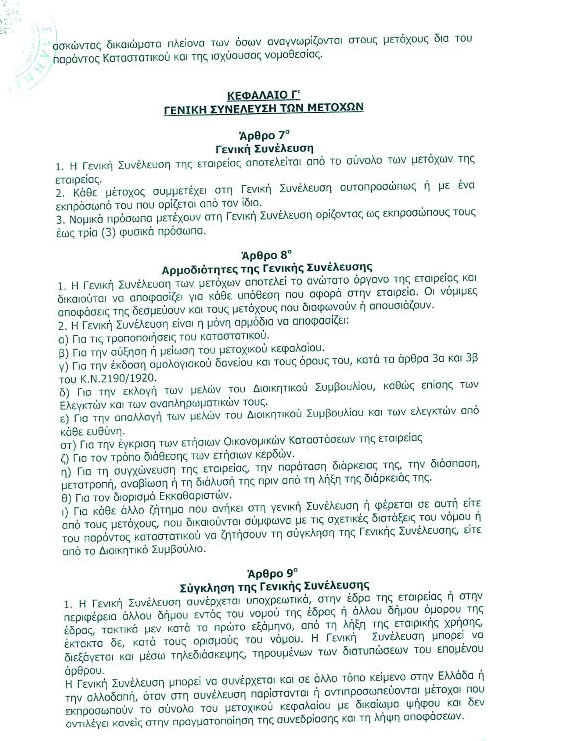 ασκώντας δικαιώματα πλείονα των όσων αναγνωρίζονται στους μετόχους δια του
παρόντος Καταστατικού και της ισχύουσας νομοθεσίας.
ΚΕΦΑΛΑΙΟ Γ'
ΓΕΝΙΚΗ ΣΥΝΕΛΕΥΣΗ ΤΩΝ ΜΕΤΟΧΩΝ
Άρθρο 7ο
Γενική Συνέλευση
1. Η Γενική Συνέλευση της εταιρείας αποτελείται από το σύνολο των μετόχων της
εταιρείας.
2. Κάθε μέτοχος συμμετέχει στη Γενική Συνέλευση αυτοπροσώπως ή με ένα
εκπρόσωπό του που ορίζεται από τον ίδιο.
3. Νομικά πρόσωπα μετέχουν στη Γενική Συνέλευση ορίζοντας ως εκπροσώπους τους
έως τρία (3) φυσικά πρόσωπα.
Άρθρο 8ο
Αρμοδιότητες της Γενικής Συνέλευσης
1. Η Γενική Συνέλευση των μετόχων αποτελεί το ανώτατο όργανο της εταιρείας και
δικαιούται να αποφασίζει για κάθε υπόθεση που αφορά στην εταιρεία. Οι νόμιμες
αποφάσεις της δεσμεύουν και τους μετόχους που διαφωνούν ή απουσιάζουν.
2. Η Γενική Συνέλευση είναι η μόνη αρμόδια να αποφασίζει:
α) Για τις τροποποιήσεις του καταστατικού.
β) Για την αύξηση ή μείωση του μετοχικού κεφαλαίου.
γ) Για την έκδοση ομολογιακού δανείου και τους όρους του, κατά τα άρθρα 3α και 3β
του Κ.Ν.2190/1920.
δ) Για την εκλογή των μελών του Διοικητικού Συμβουλίου, καθώς επίσης των
Ελεγκτών και των αναπληρωματικών τους.
ε) Για την απαλλαγή των μελών του Διοικητικού Συμβουλίου και των ελεγκτών από
κάθε ευθύνη.
στ) Για την έγκριση των ετήσιων Οικονομικών Καταστάσεων της εταιρείας
ζ) Για τον τρόπο διάθεσης των ετήσιων κερδών.
η) Για τη συγχώνευση της εταιρείας, την παράταση διάρκειας της, την διάσπαση,
μετατροπή, αναβίωση ή τη διάλυσή της πριν από τη λήξη της διάρκειάς της.
θ) Για τον διορισμό Εκκαθαριστών.
ι) Για κάθε άλλο ζήτημα που ανήκει στη γενική Συνέλευση ή φέρεται σε αυτή είτε
από τους μετόχους, που δικαιούνται σύμφωνα με τις σχετικές διατάξεις του νόμου ή
του παρόντος καταστατικού να ζητήσουν τη σύγκληση της Γενικής Συνέλευσης, είτε
από το Διοικητικό Συμβούλιο.
Άρθρο 9ο
Σύγκληση της Γενικής Συνέλευσης
1. Η Γενική Συνέλευση συνέρχεται υποχρεωτικά, στην έδρα της εταιρείας ή στην
περιφέρεια άλλου δήμου εντός του νομού της έδρας ή άλλου δήμου όμορου της
έδρας, τακτικά μεν κατά το πρώτο εξάμηνο, από τη λήξη της εταιρικής χρήσης,
έκτακτα δε, κατά τους ορισμούς του νόμου. Η Γενική Συνέλευση μπορεί να
διεξάγεται και μέσω τηλεδιάσκεψης, τηρουμένων των διατυπώσεων του επομένου
άρθρου.
Η Γενική Συνέλευση μπορεί να συνέρχεται και σε άλλο τόπο κείμενο στην Ελλάδα ή
την αλλοδαπή, όταν στη συνέλευση παρίστανται ή αντιπροσωπεύονται μέτοχοι που
εκπροσωπούν το σύνολο του μετοχικού κεφαλαίου με δικαίωμα ψήφου και δεν
αντιλέγει κανείς στην πραγματοποίηση της συνεδρίασης και τη λήψη αποφάσεων.